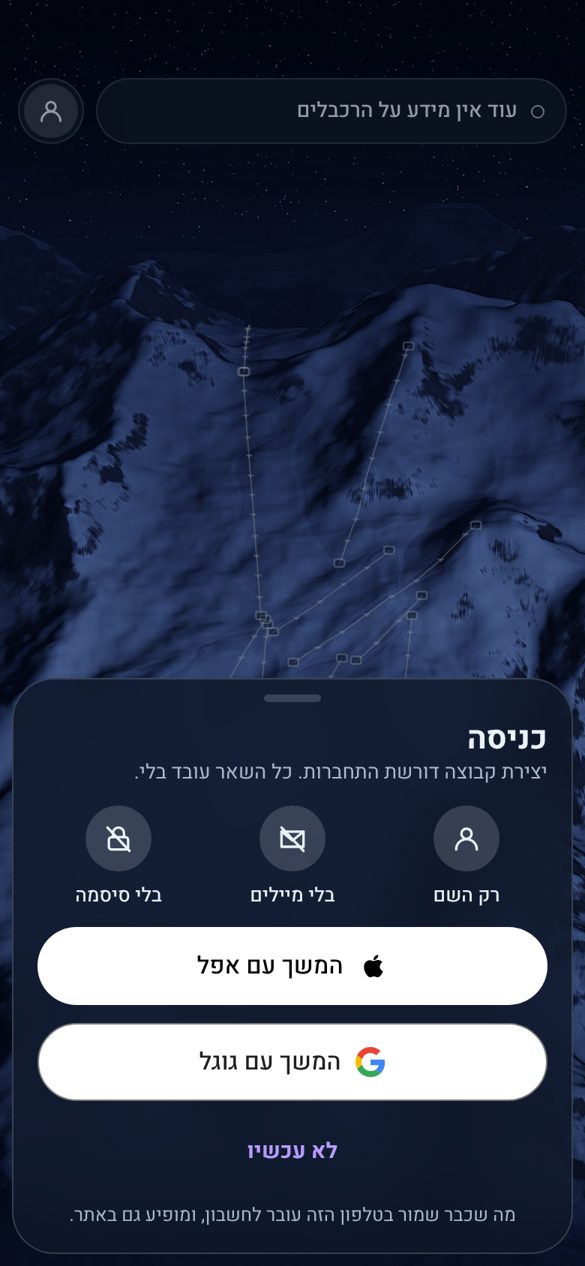 עוד אין מידע על הרכבלים
כניסה
יצירת קבוצה דורשת התחברות. כל השאר עובד בלי.
רק השם
בלי מיילים
בלי סיסמה
המשך עם אפל
המשך עם גוגל
לא עכשיו
מה שכבר שמור בטלפון הזה עובר לחשבון, ומופיע גם באתר.